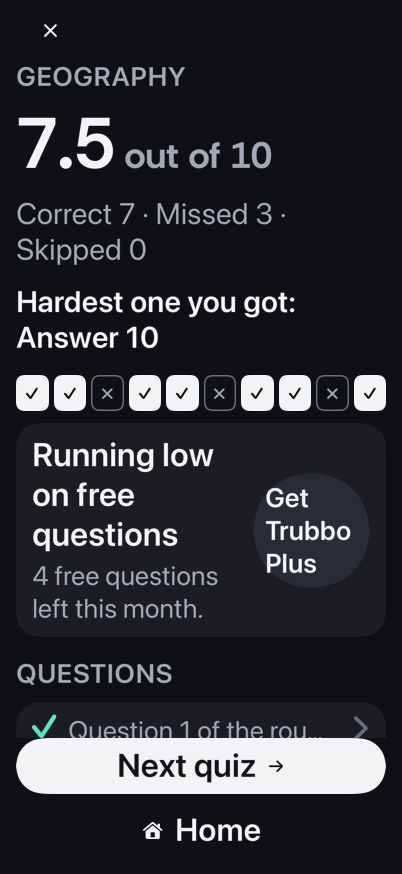 GEOGRAPHY
7.5 out of 10
Correct 7 · Missed 3 ·
Skipped 0
Hardest one you got:
Answer 10
Running low
on free
questions
4 free questions
left this month.
Get
Trubbo
Plus
QUESTIONS
Question 1 of the rou...
Next quiz →
Home